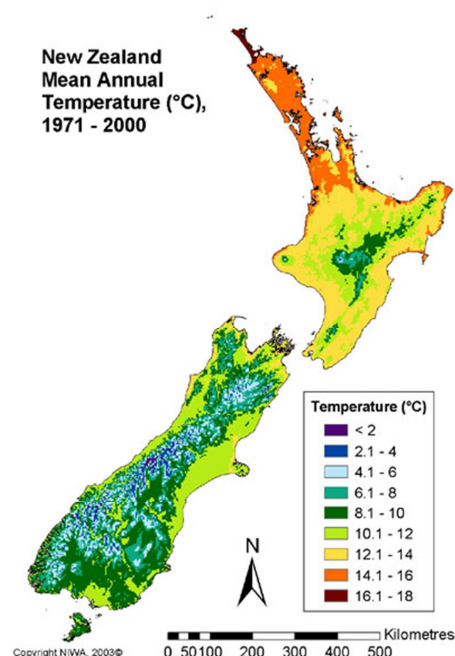 New Zealand
Mean Annual
Temperature (°C),
1971 - 2000
Temperature (°C)
< 2
2.1 - 4
4.1 - 6
6.1 - 8
8.1 - 10
10.1 - 12
12.1 - 14
14.1 - 16
16.1 - 18
N
Kilometres
0 50100 200 300 400 500
Copyright NIWA, 2003©